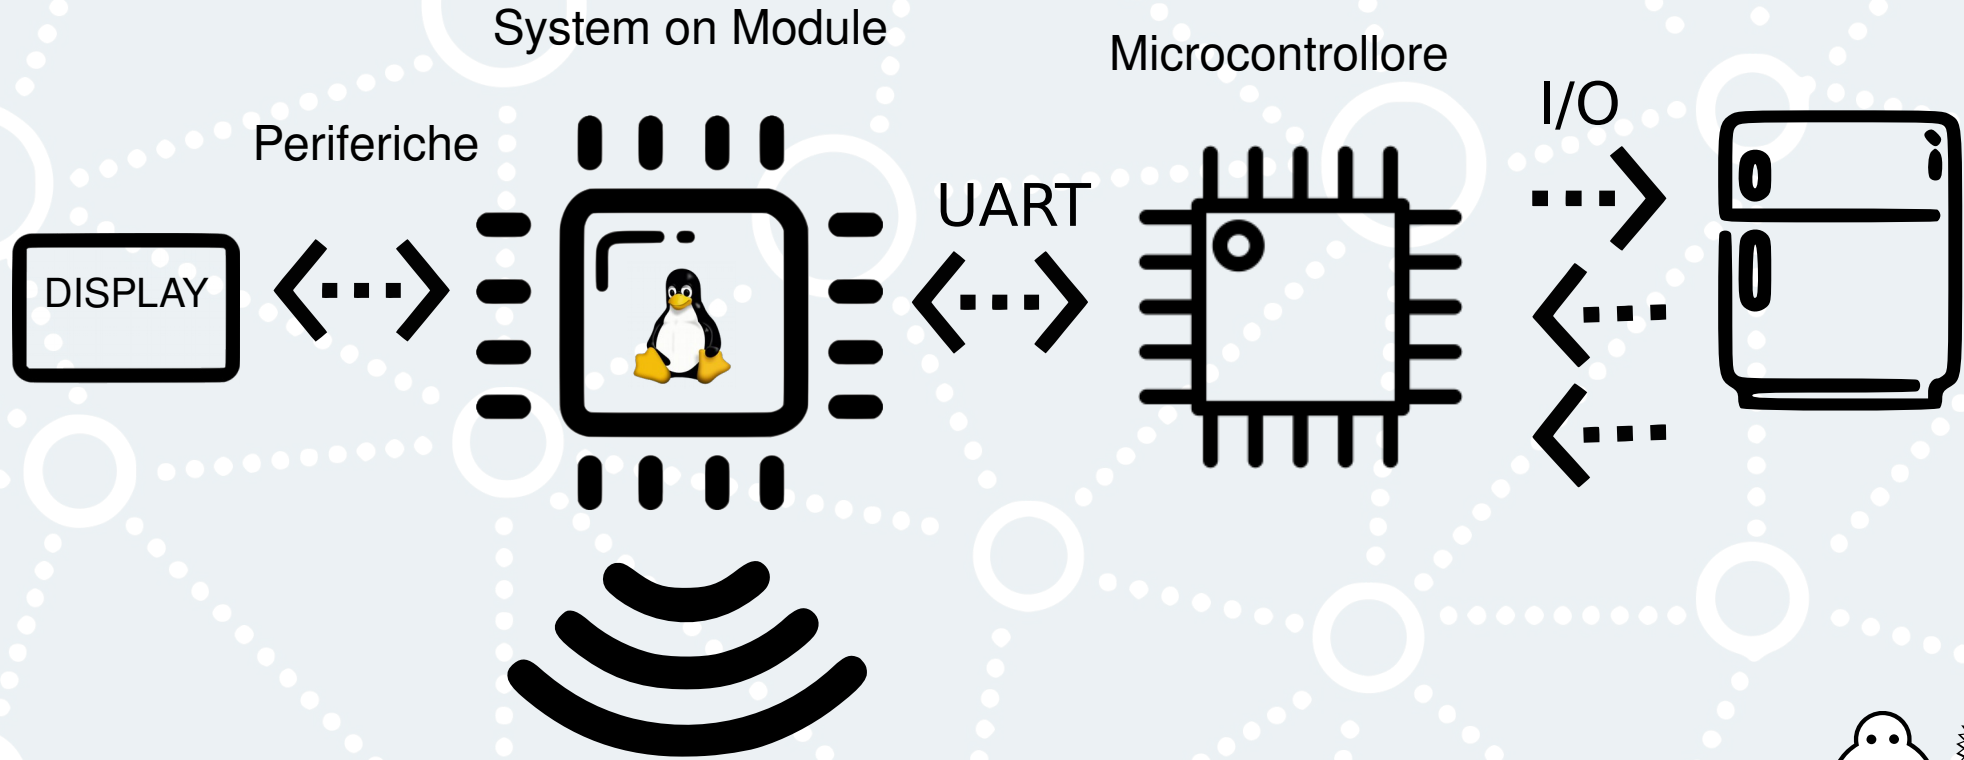 System on Module
Microcontrollore
I/O
Periferiche
UART
DISPLAY